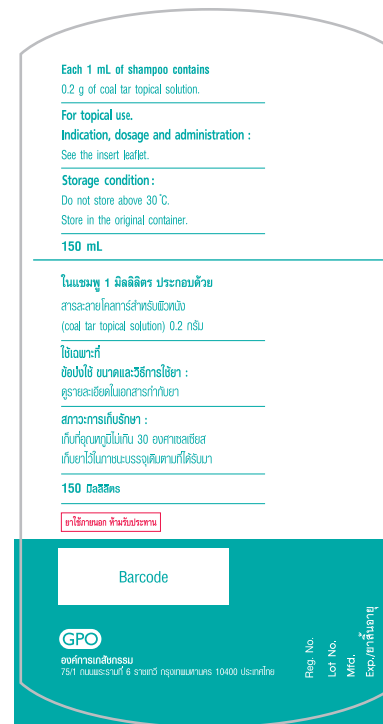 Each 1 mL of shampoo contains
0.2 g of coal tar topical solution.
For topical use.
Indication, dosage and administration :
See the insert leaflet.
Storage condition :
Do not store above 30 ˚C.
Store in the original container.
150 mL
ในแชมพู 1 มิลลิลิตร ประกอบด้วย
สารละลายโคลทาร์สำหรับผิวหนัง
(coal tar topical solution) 0.2 กรัม
ใช้เฉพาะที่
ข้อบ่งใช้ ขนาดและวิธีการใช้ยา :
ดูรายละเอียดในเอกสารกำกับยา
สภาวะการเก็บรักษา :
เก็บที่อุณหภูมิไม่เกิน 30 องศาเซลเซียส
เก็บยาไว้ในภาชนะบรรจุเดิมตามที่ได้รับมา
150 มิลลิลิตร
ยาใช้ภายนอก ห้ามรับประทาน
Barcode
GPO
องค์การเภสัชกรรม
75/1 ถนนพระรามที่ 6 ราชเทวี กรุงเทพมหานคร 10400 ประเทศไทย
Reg. No.
Lot No.
Mfd.
Exp./ยาสิ้นอายุ